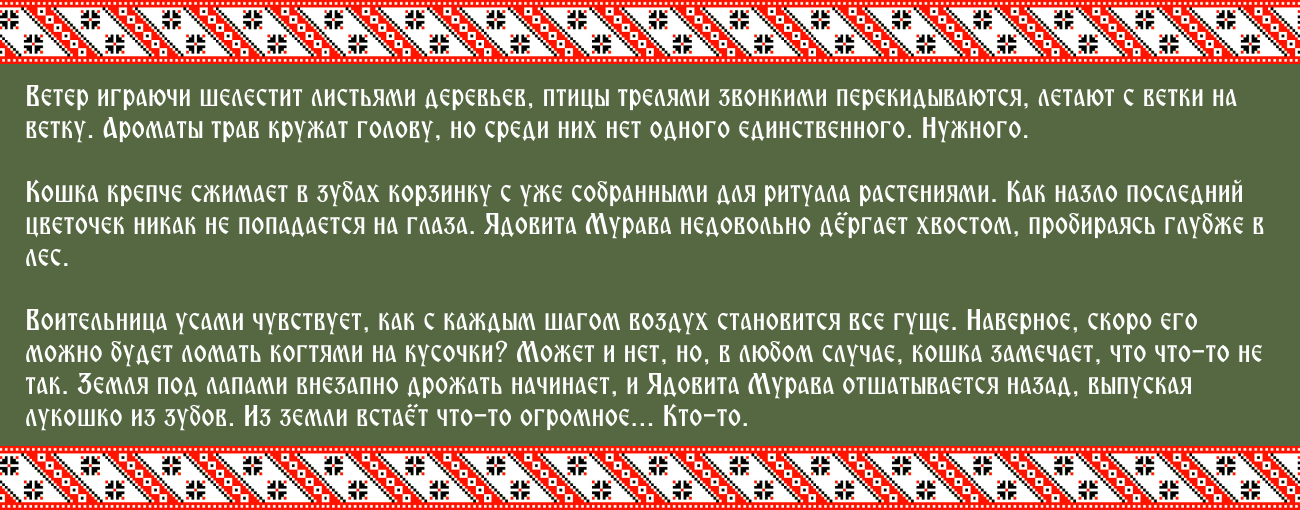 Ветер играючи шелестит листьями деревьев, птицы трелями звонкими перекидываются, летают с ветки на
ветку. Ароматы трав кружат голову, но среди них нет одного единственного. Нужного.
Кошка крепче сжимает в зубах корзинку с уже собранными для ритуала растениями. Как назло последний
цветочек никак не попадается на глаза. Ядовита Мурава недовольно дёргает хвостом, пробираясь глубже в
лес.
Воительница усами чувствует, как с каждым шагом воздух становится все гуще. Наверное, скоро его
можно будет ломать когтями на кусочки? Может и нет, но, в любом случае, кошка замечает, что что-то не
так. Земля под лапами внезапно дрожать начинает, и Ядовита Мурава отшатывается назад, выпуская
лукошко из зубов. Из земли встаёт что-то огромное... Кто-то.